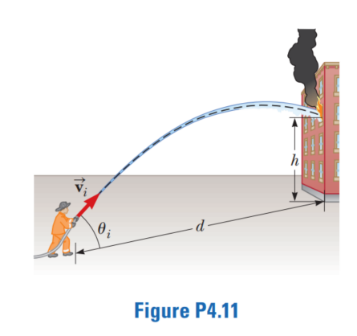 h
v⃗ᵢ
θᵢ
d
Figure P4.11